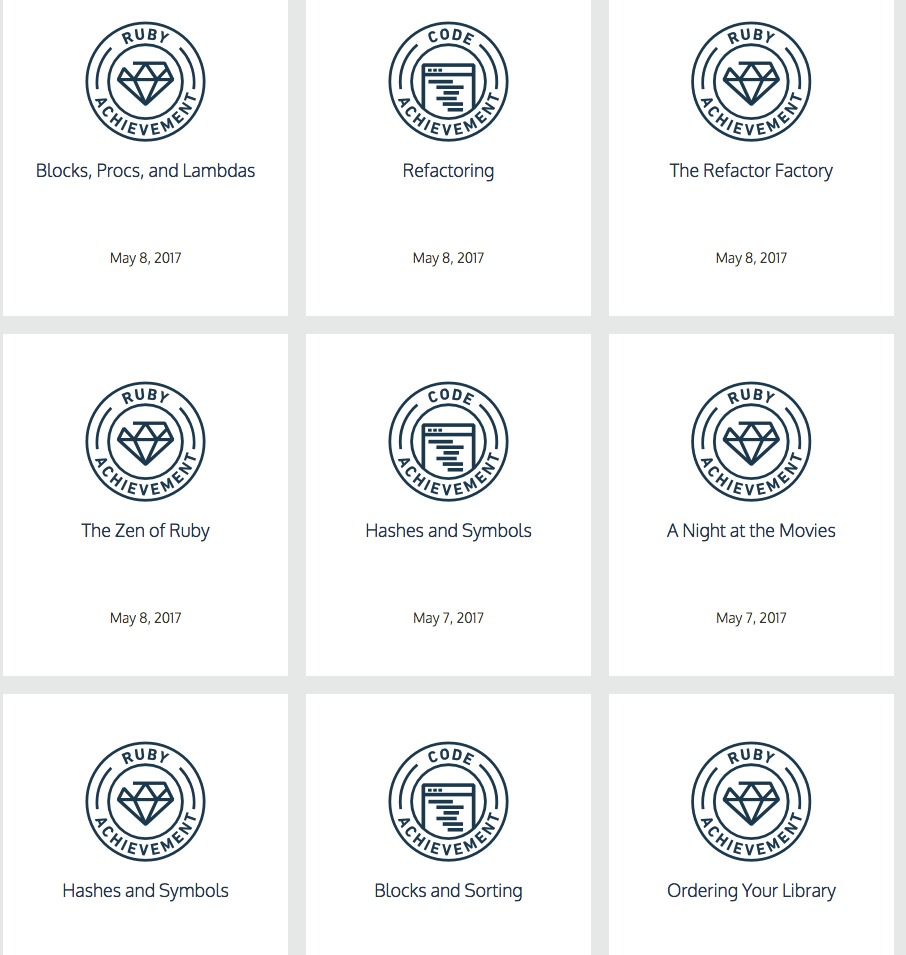 RUBY ACHIEVEMENT
CODE ACHIEVEMENT
RUBY ACHIEVEMENT
Blocks, Procs, and Lambdas
Refactoring
The Refactor Factory
May 8, 2017
May 8, 2017
May 8, 2017
RUBY ACHIEVEMENT
CODE ACHIEVEMENT
RUBY ACHIEVEMENT
The Zen of Ruby
Hashes and Symbols
A Night at the Movies
May 8, 2017
May 7, 2017
May 7, 2017
RUBY ACHIEVEMENT
CODE ACHIEVEMENT
RUBY ACHIEVEMENT
Hashes and Symbols
Blocks and Sorting
Ordering Your Library